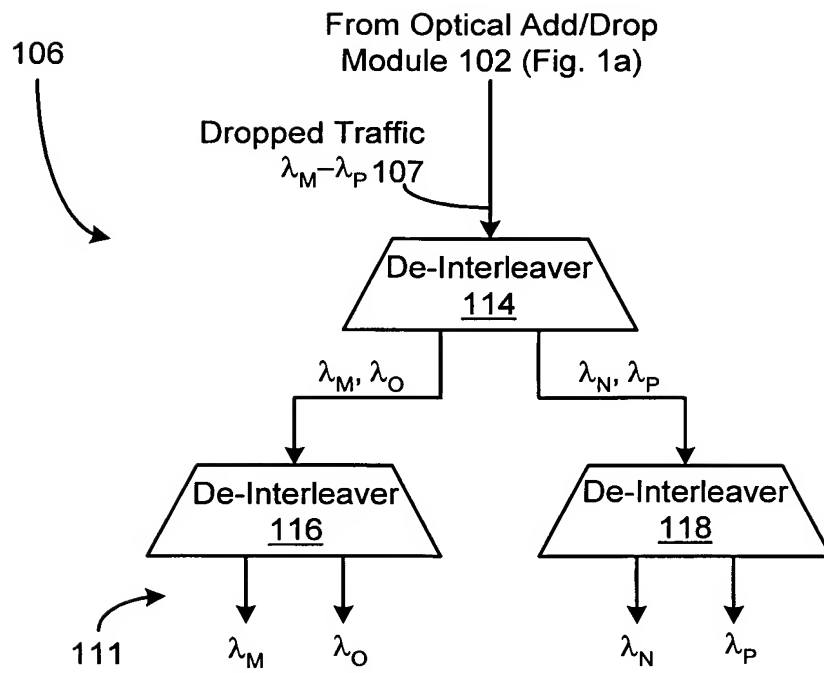 From Optical Add/Drop
Module 102 (Fig. 1a)
106
Dropped Traffic
λM–λP 107
De-Interleaver
114
λM, λO
λN, λP
De-Interleaver
116
De-Interleaver
118
111
λM
λO
λN
λP